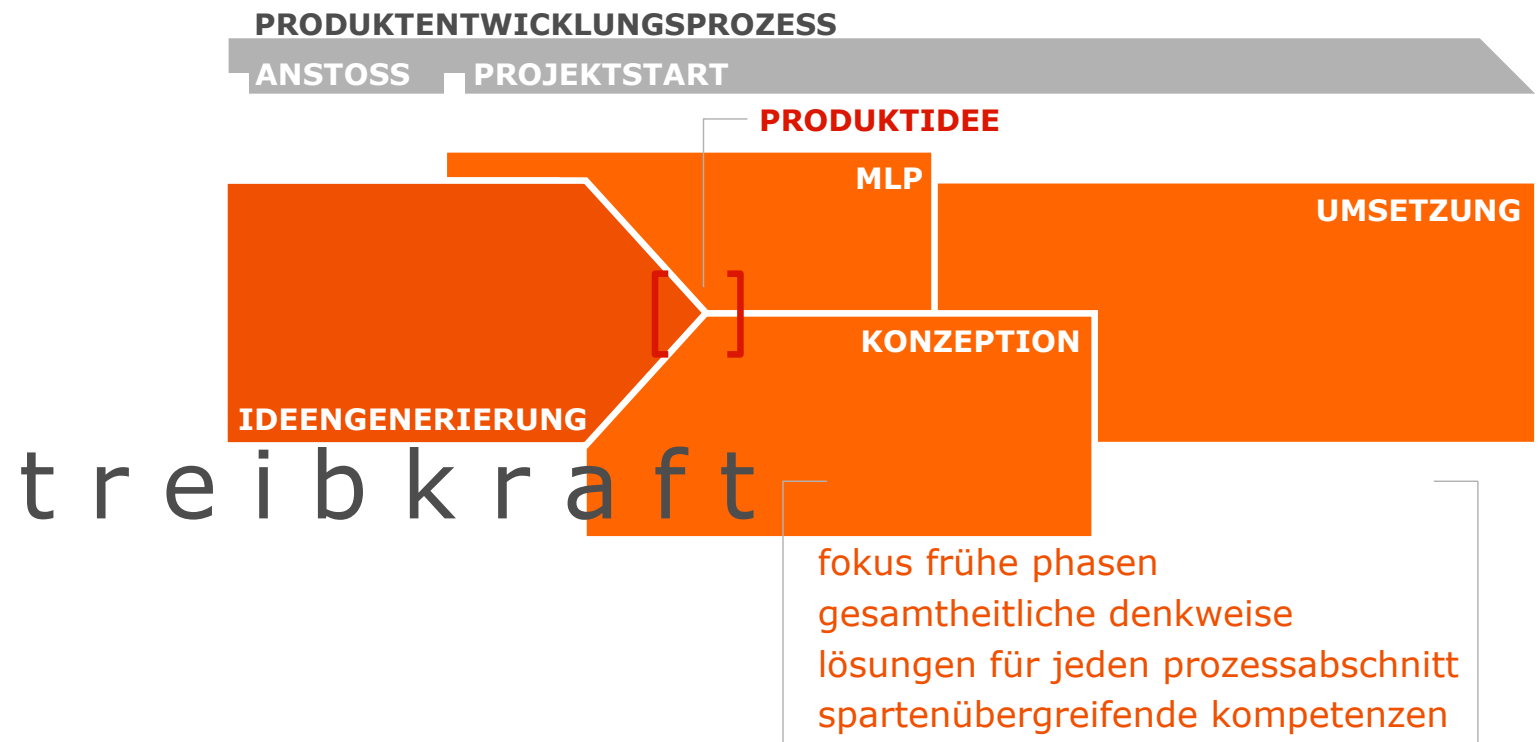 PRODUKTENTWICKLUNGSPROZESS
ANSTOSS PROJEKTSTART
PRODUKTIDEE
MLP
UMSETZUNG
KONZEPTION
IDEENGENERIERUNG
treibkraft
fokus frühe phasen
gesamtheitliche denkweise
lösungen für jeden prozessabschnitt
spartenübergreifende kompetenzen